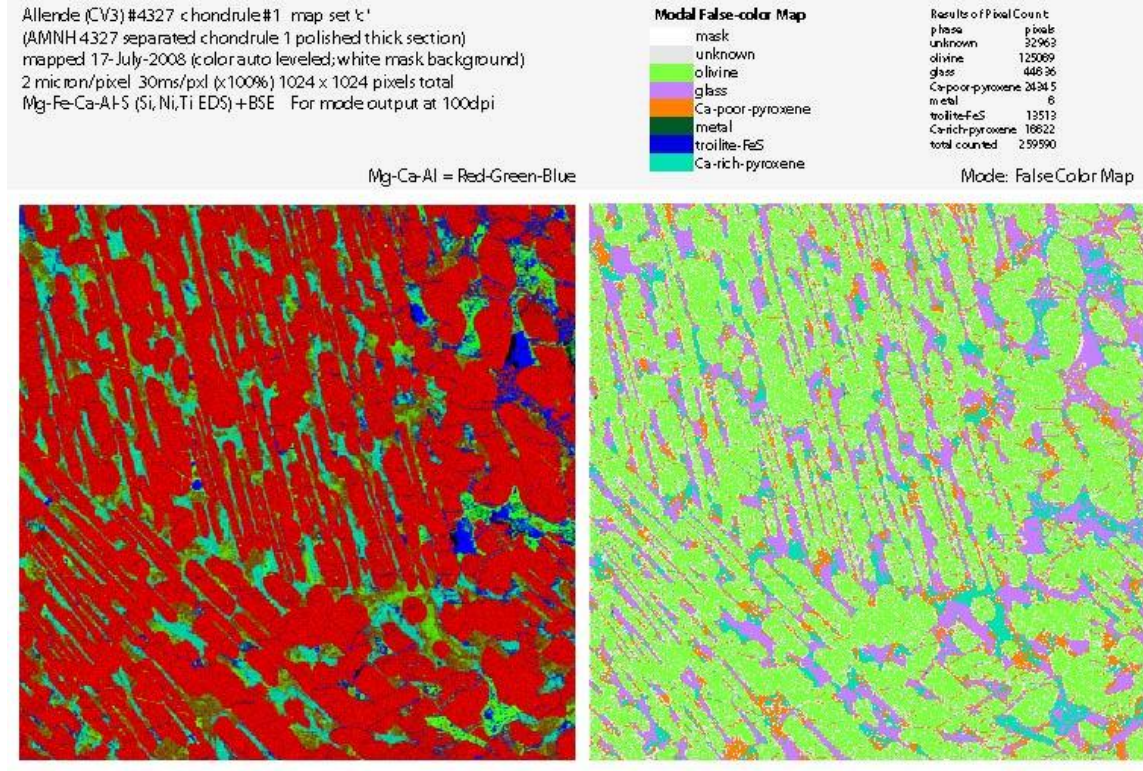 Allende (CV3) #4327 chondrule#1 map set 'c'
(AMNH 4327 separated chondrule 1 polished thick section)
mapped 17-July-2008 (color auto leveled; white mask background)
2 micron/pixel 30ms/pxl (x100%) 1024 x 1024 pixels total
Mg-Fe-Ca-Al-S (Si, Ni,Ti EDS) +BSE For mode output at 100dpi
Mg-Ca-Al = Red-Green-Blue
Modal False-color Map
mask
unknown
olivine
glass
Ca-poor-pyroxene
metal
troilite-FeS
Ca-rich-pyroxene
Results of Pixel Count:
phase pixels
unknown 32963
olivine 125069
glass 44636
Ca-poor-pyroxene 24345
metal 6
troilite-FeS 13513
Ca-rich-pyroxene 16622
total counted 259590
Mode: False Color Map